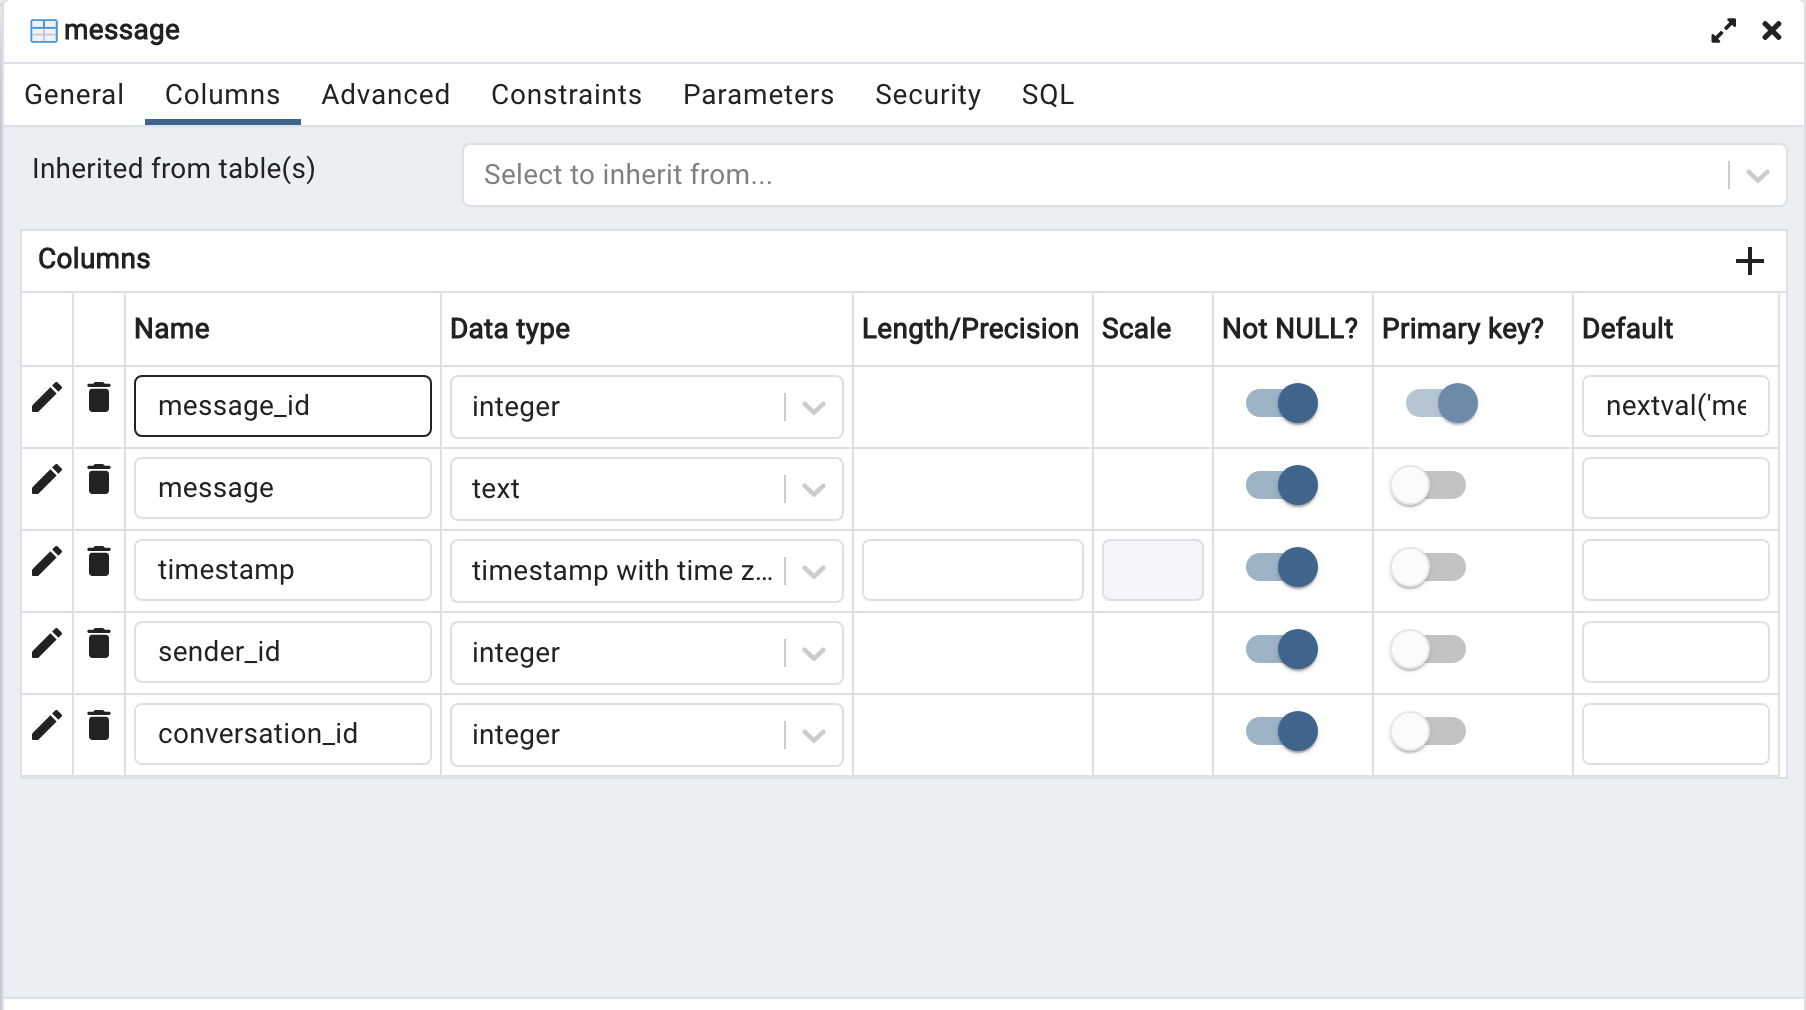 message
General Columns Advanced Constraints Parameters Security SQL
Inherited from table(s) Select to inherit from...
Columns
Name Data type Length/Precision Scale Not NULL? Primary key? Default
message_id integer nextval('me
message text
timestamp timestamp with time z...
sender_id integer
conversation_id integer